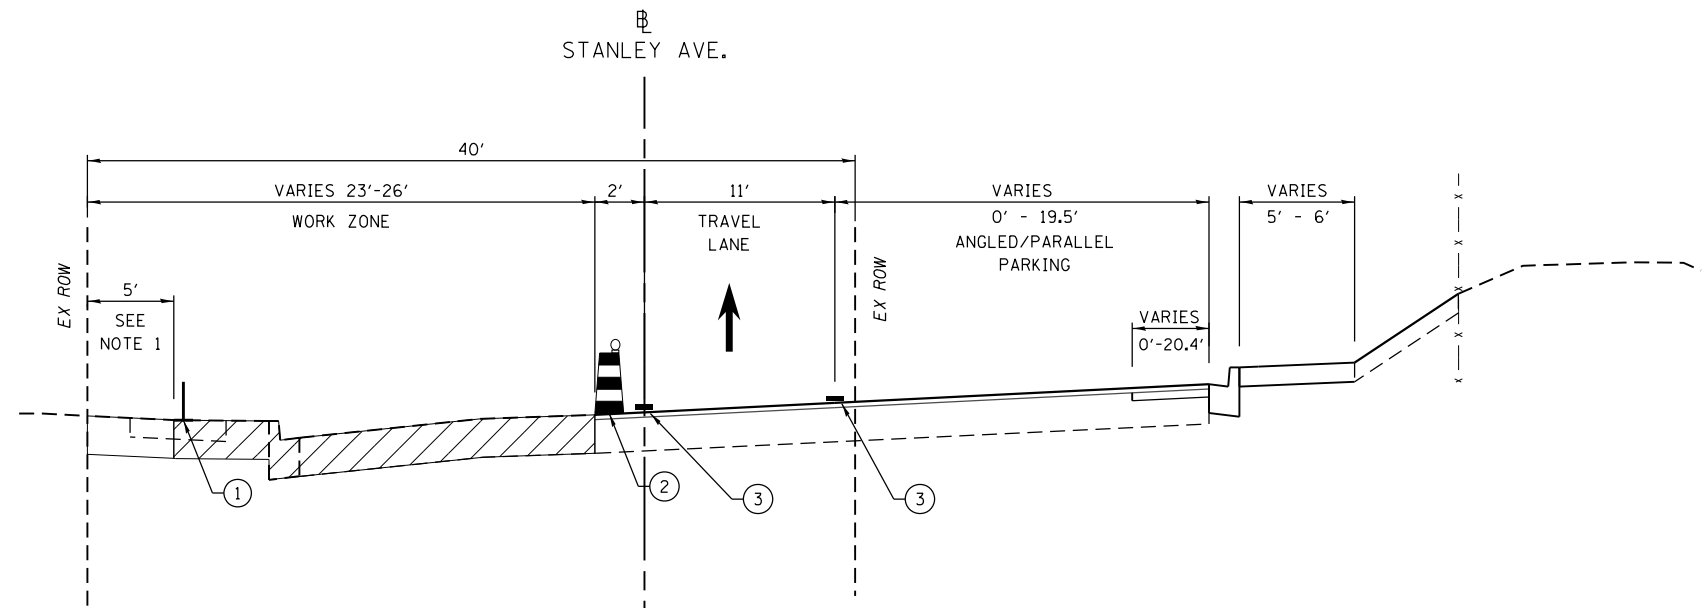 BL
STANLEY AVE.
40'
VARIES 23'-26'
WORK ZONE
2'
11'
TRAVEL
LANE
VARIES
0' - 19.5'
ANGLED/PARALLEL
PARKING
VARIES
5' - 6'
EX ROW
5'
SEE
NOTE 1
EX ROW
VARIES
0'-20.4'
1
2
3
3